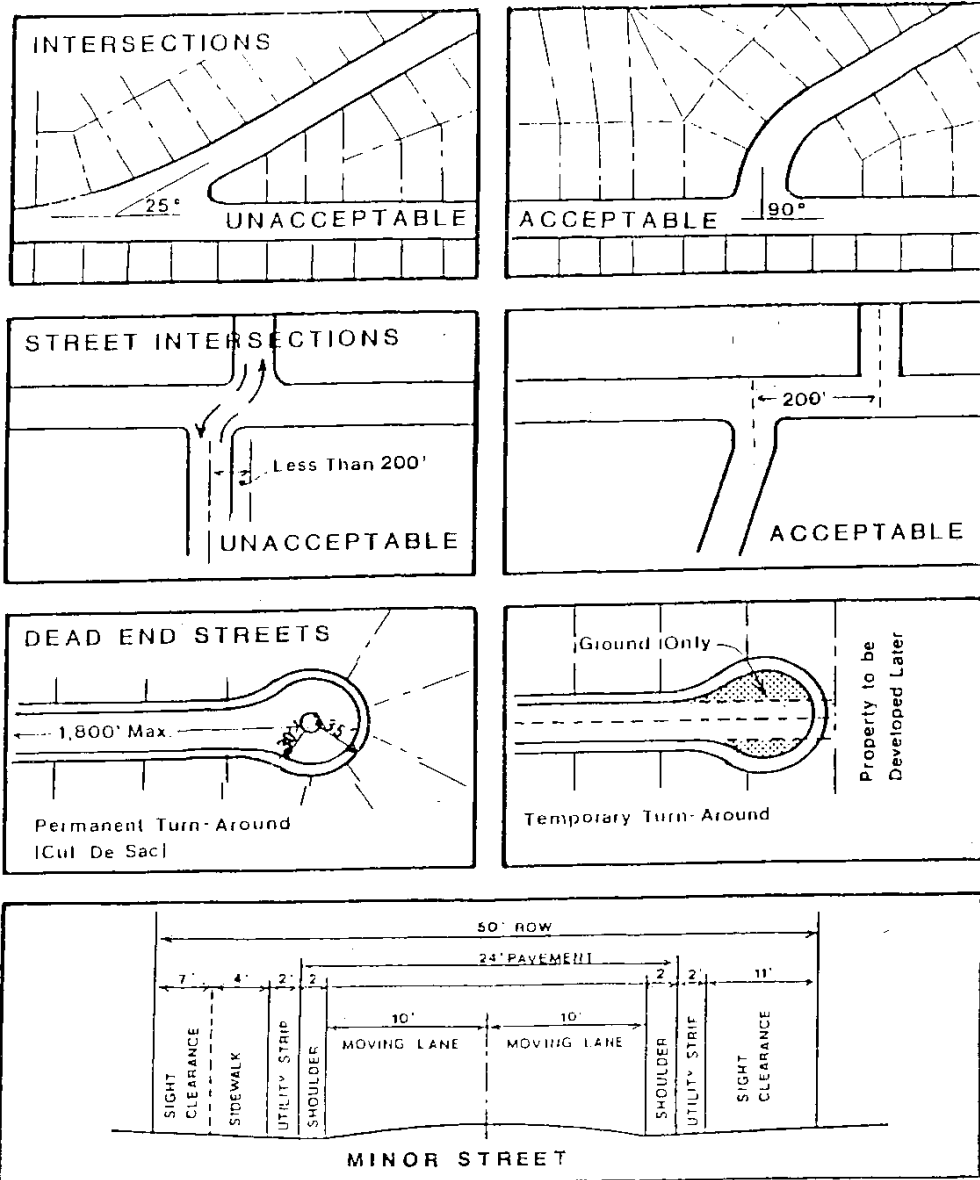 INTERSECTIONS
25°
UNACCEPTABLE
ACCEPTABLE
90°
STREET INTERSECTIONS
Less Than 200'
UNACCEPTABLE
200'
ACCEPTABLE
DEAD END STREETS
1,800' Max.
35
Permanent Turn-Around
(Cul De Sac)
Ground Only
Property to be
Developed Later
Temporary Turn-Around
50' ROW
24' PAVEMENT
7' 4' 2' 2 2 2' 11'
10' 10'
SIGHT
CLEARANCE
SIDEWALK
UTILITY STRIP
SHOULDER
MOVING LANE MOVING LANE
SHOULDER
UTILITY STRIP
SIGHT
CLEARANCE
MINOR STREET